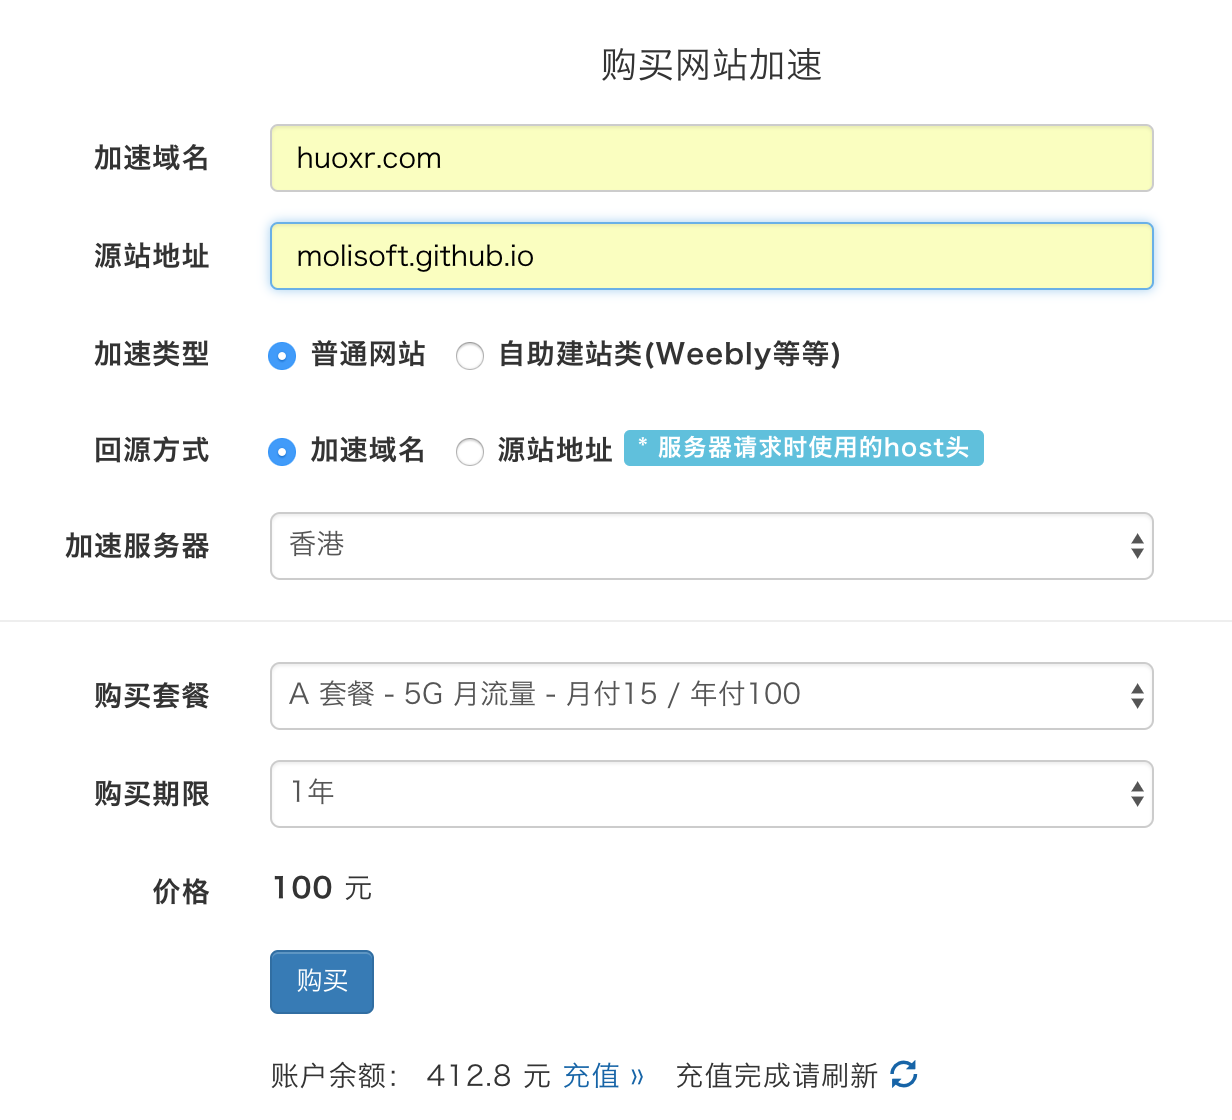 购买网站加速
加速域名 huoxr.com
源站地址 molisoft.github.io
加速类型 普通网站 自助建站类(Weebly等等)
回源方式 加速域名 源站地址 * 服务器请求时使用的host头
加速服务器 香港
购买套餐 A 套餐 - 5G 月流量 - 月付15 / 年付100
购买期限 1年
价格 100 元
购买
账户余额： 412.8 元 充值 » 充值完成请刷新